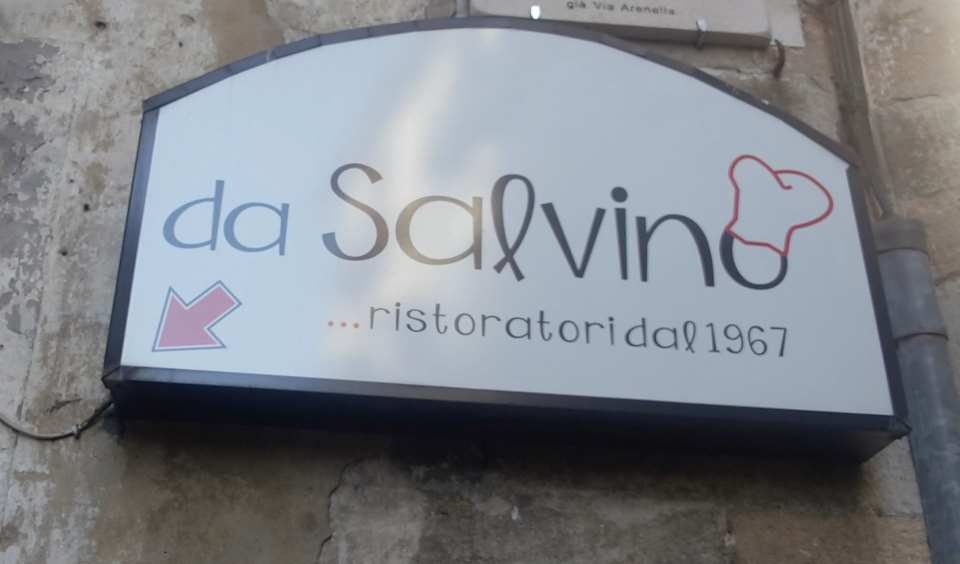 già Via Arenella
da Salvino
...ristoratori dal 1967